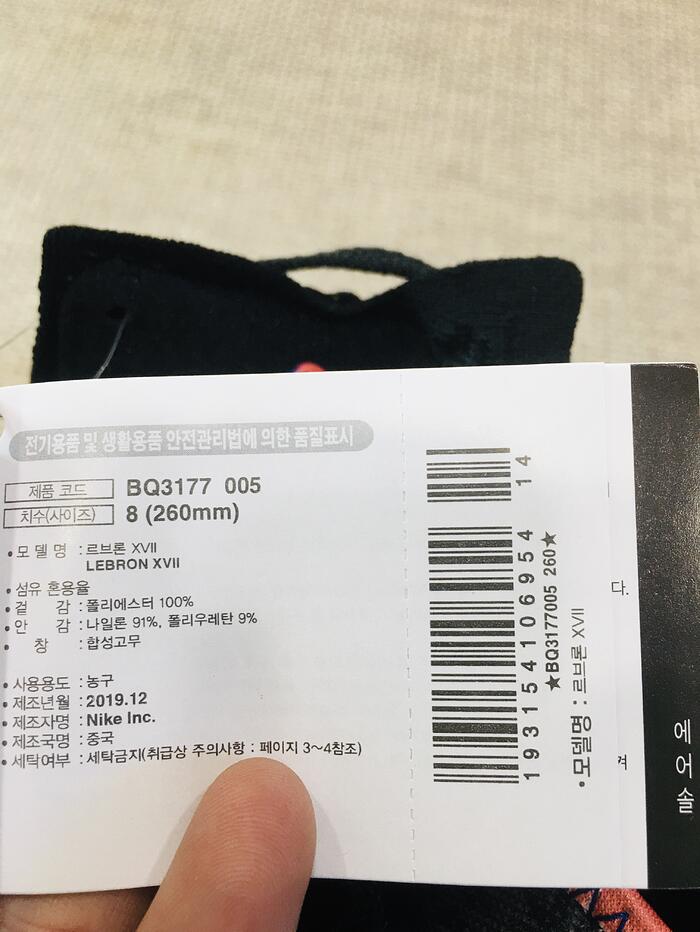 전기용품 및 생활용품 안전관리법에 의한 품질표시
제품 코드 BQ3177 005
치수(사이즈) 8 (260mm)
•모 델 명 : 르브론 XVII
LEBRON XVII
•섬유 혼용율
•겉 감 : 폴리에스터 100%
•안 감 : 나일론 91%, 폴리우레탄 9%
• 창 : 합성고무
•사용용도 : 농구
•제조년월 : 2019.12
•제조자명 : Nike Inc.
•제조국명 : 중국
•세탁여부 : 세탁금지(취급상 주의사항 : 페이지 3~4참조)
14
193154106954
★BQ3177005 260★
•모델명 : 르브론 XVII
다.
켜
에어솔